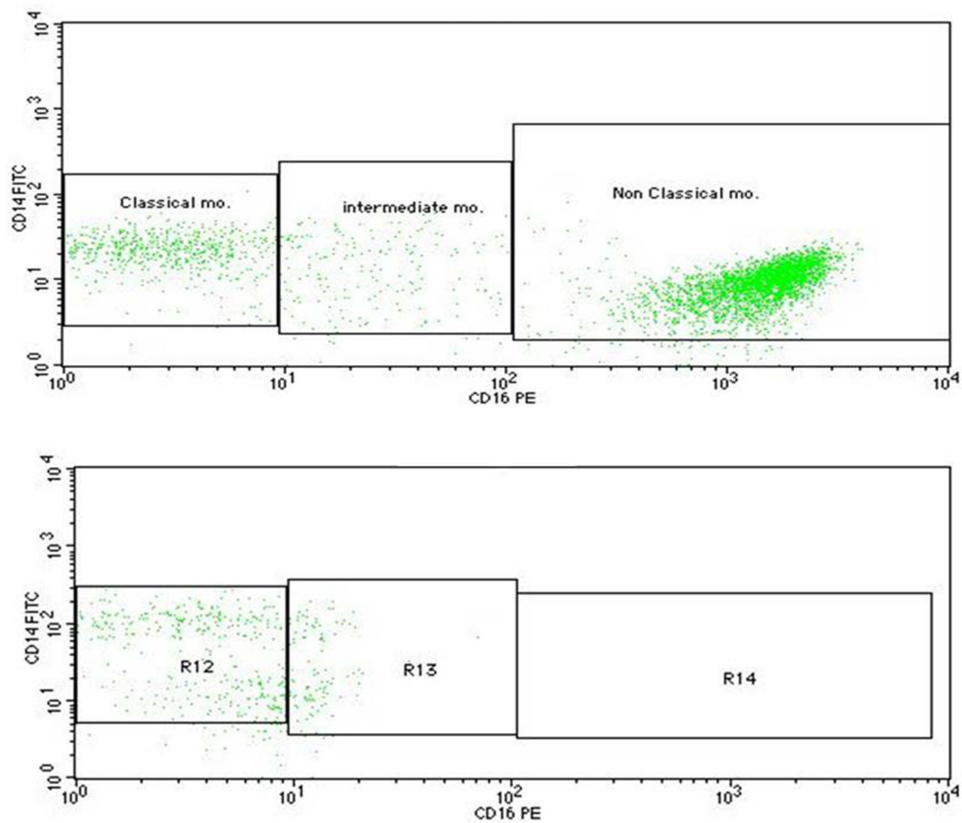 10^4
10^3
10^2
10^1
10^0
CD14 FITC
Classical mo.
intermediate mo.
Non Classical mo.
10^0 10^1 10^2 10^3 10^4
CD16 PE
10^4
10^3
10^2
10^1
10^0
CD14 FITC
R12
R13
R14
10^0 10^1 10^2 10^3 10^4
CD16 PE